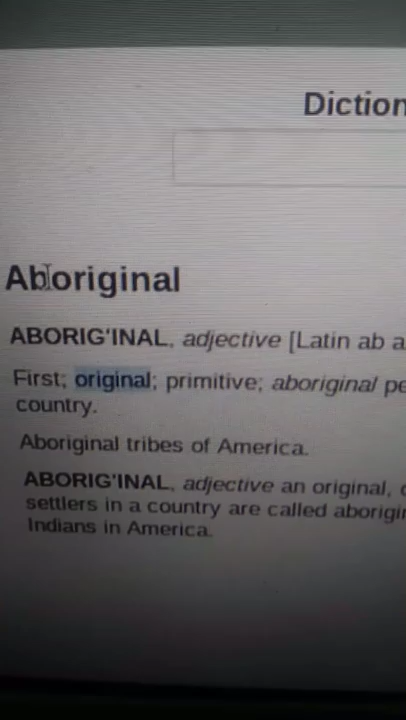 Diction
Aboriginal
ABORIG'INAL, adjective [Latin ab a
First; original; primitive; aboriginal pe
country.
Aboriginal tribes of America.
ABORIG'INAL, adjective an original, o
settlers in a country are called aborigin
Indians in America.